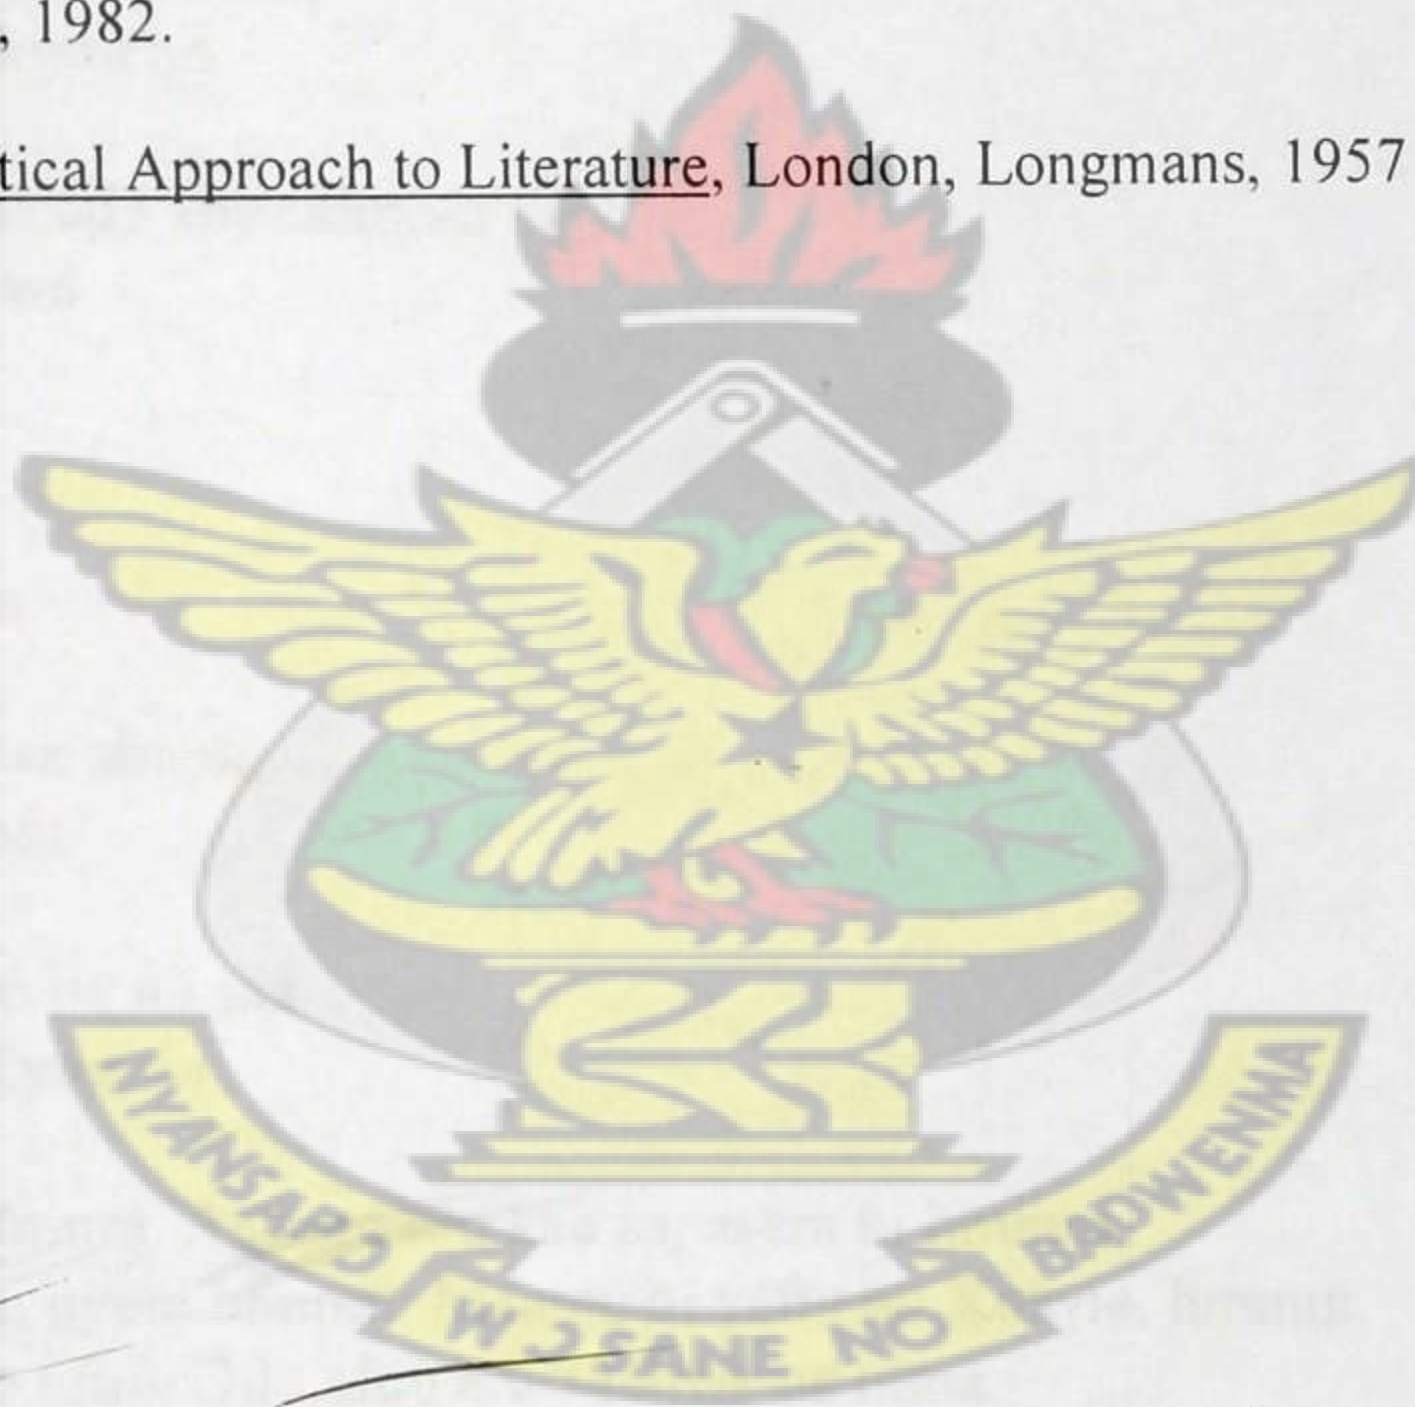 , 1982.
tical Approach to Literature, London, Longmans, 1957
NYANSAPƆ
WƆSANE NO
BADWENMA